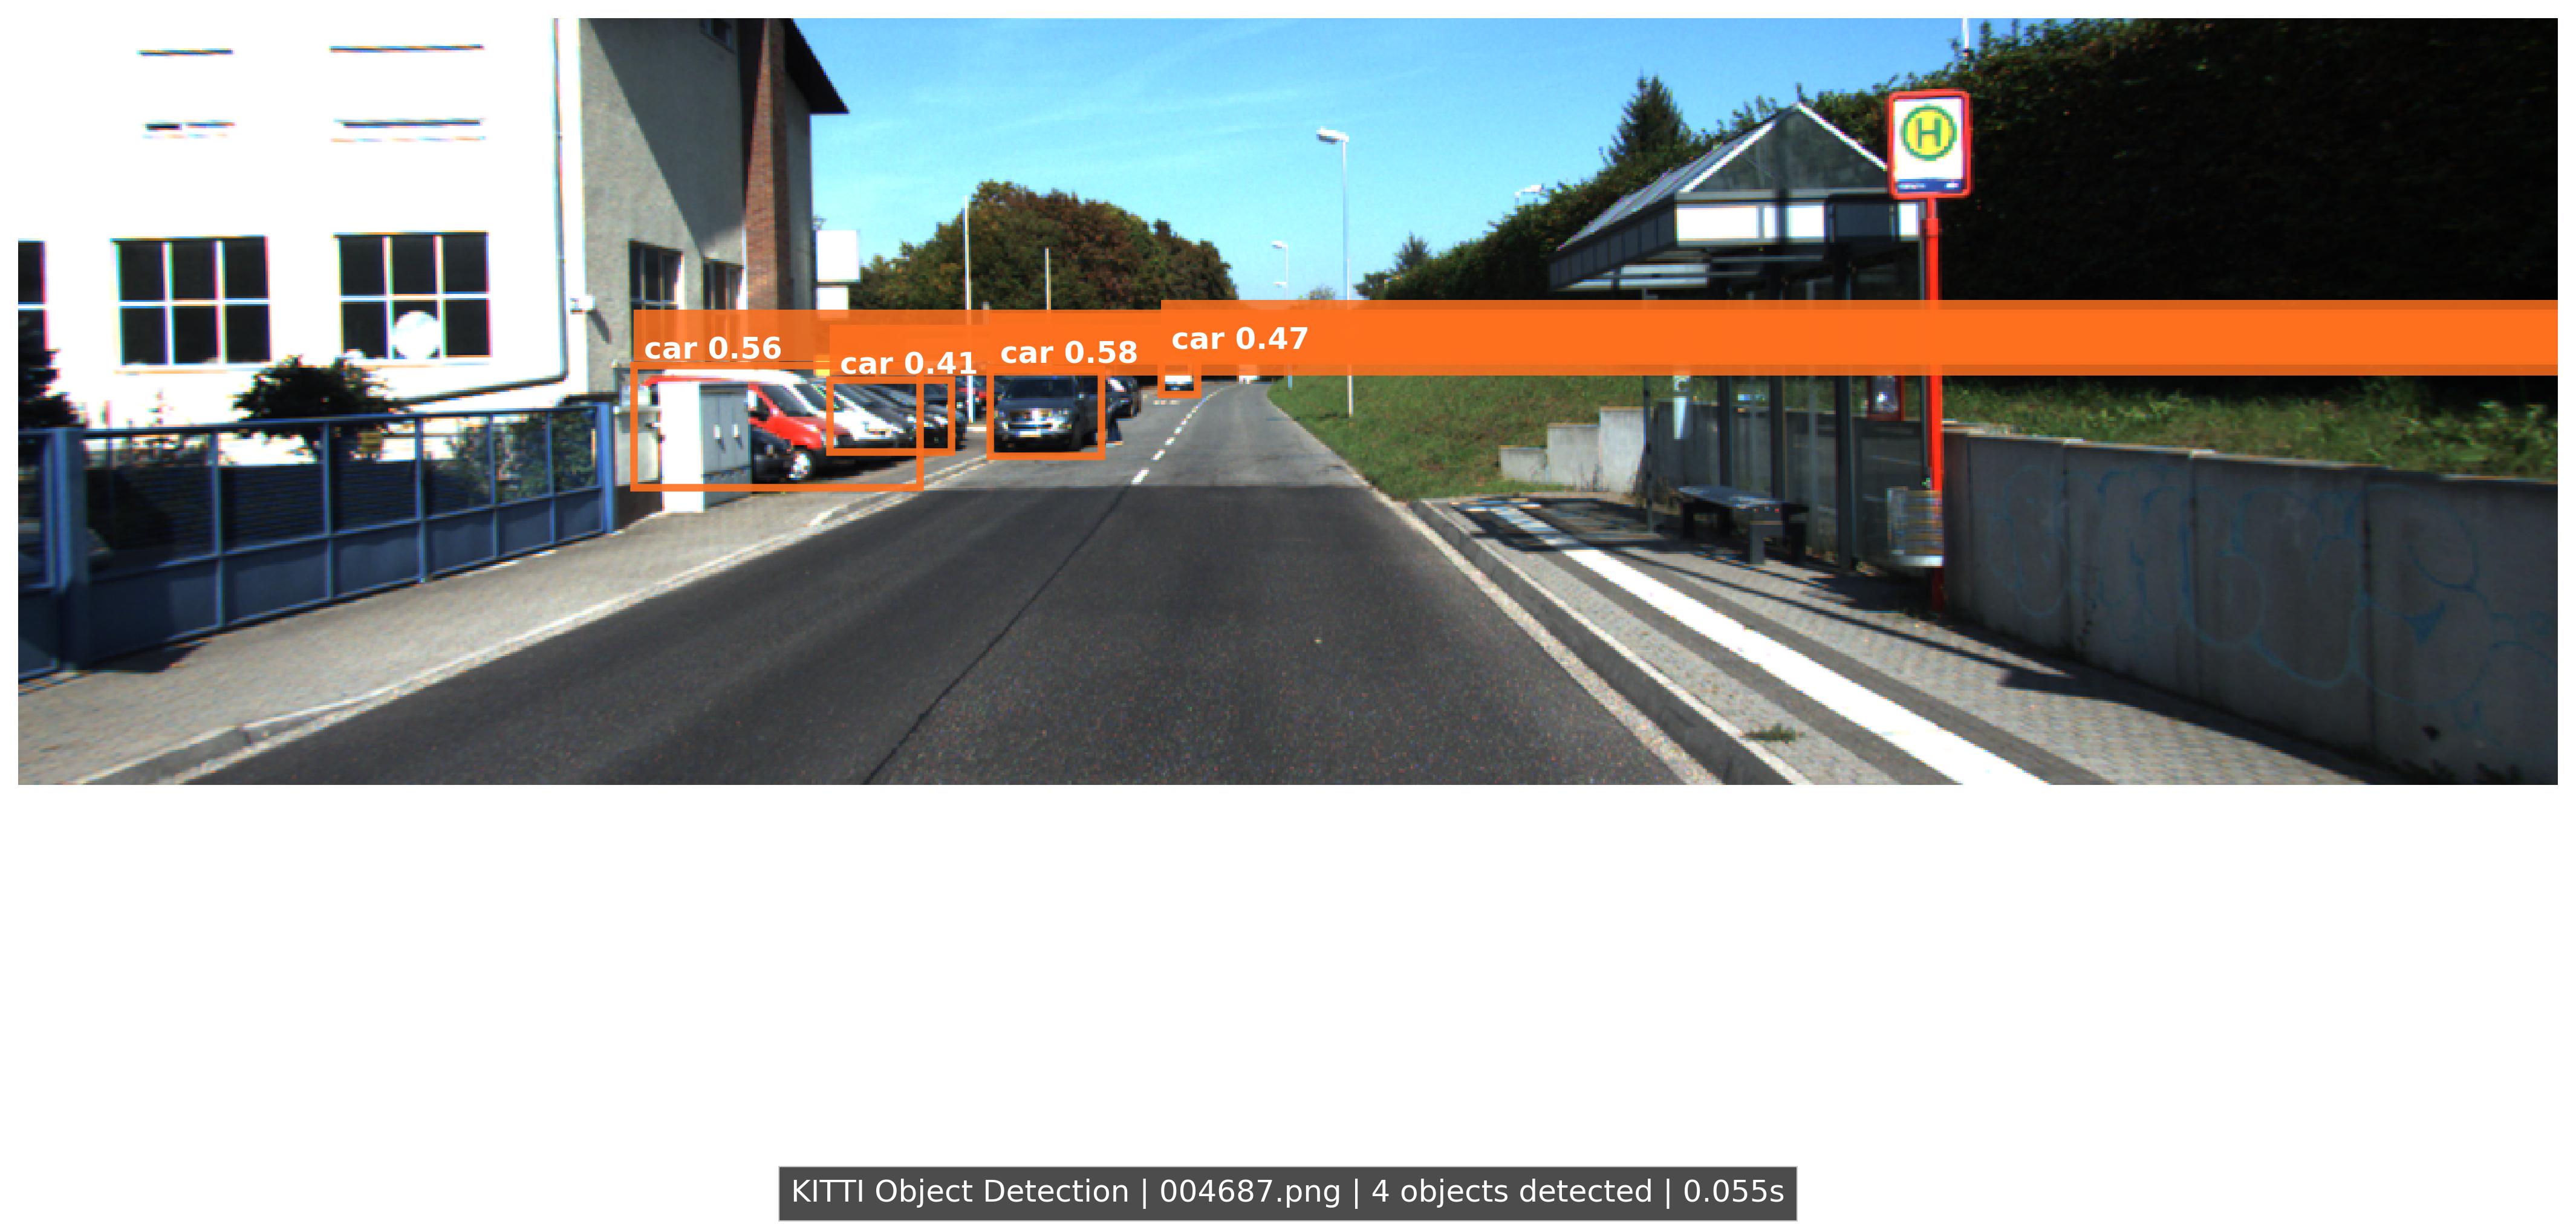 H
car 0.56
car 0.41
car 0.58
car 0.47
KITTI Object Detection | 004687.png | 4 objects detected | 0.055s